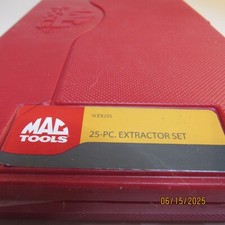 MAC
TOOLS
25-PC. EXTRACTOR SET
06/15/2025